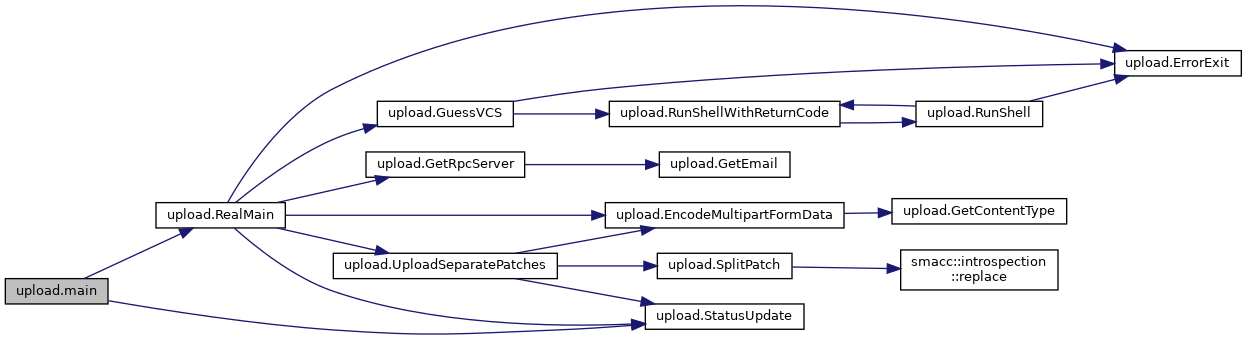 upload.ErrorExit
upload.GuessVCS
upload.RunShellWithReturnCode
upload.RunShell
upload.GetRpcServer
upload.GetEmail
upload.RealMain
upload.EncodeMultipartFormData
upload.GetContentType
upload.UploadSeparatePatches
upload.SplitPatch
smacc::introspection
::replace
upload.main
upload.StatusUpdate